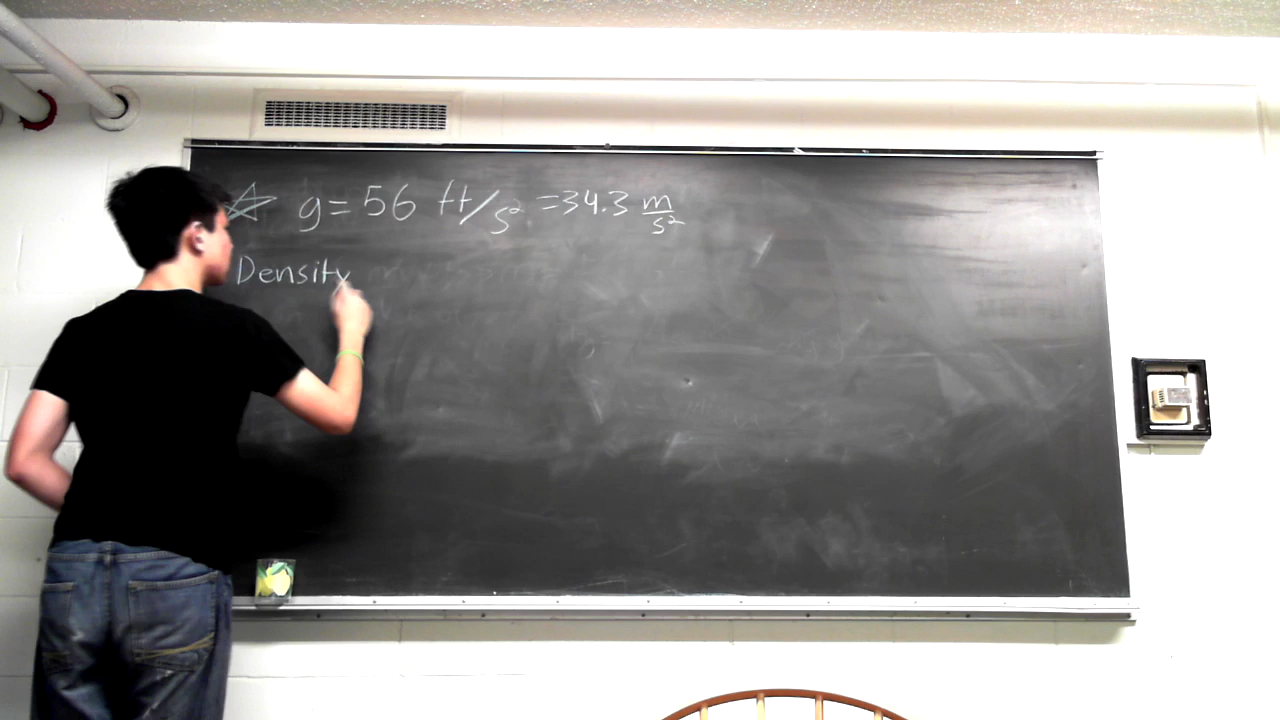 ☆ g = 56 ft/s² = 34.3 m/s²
Density